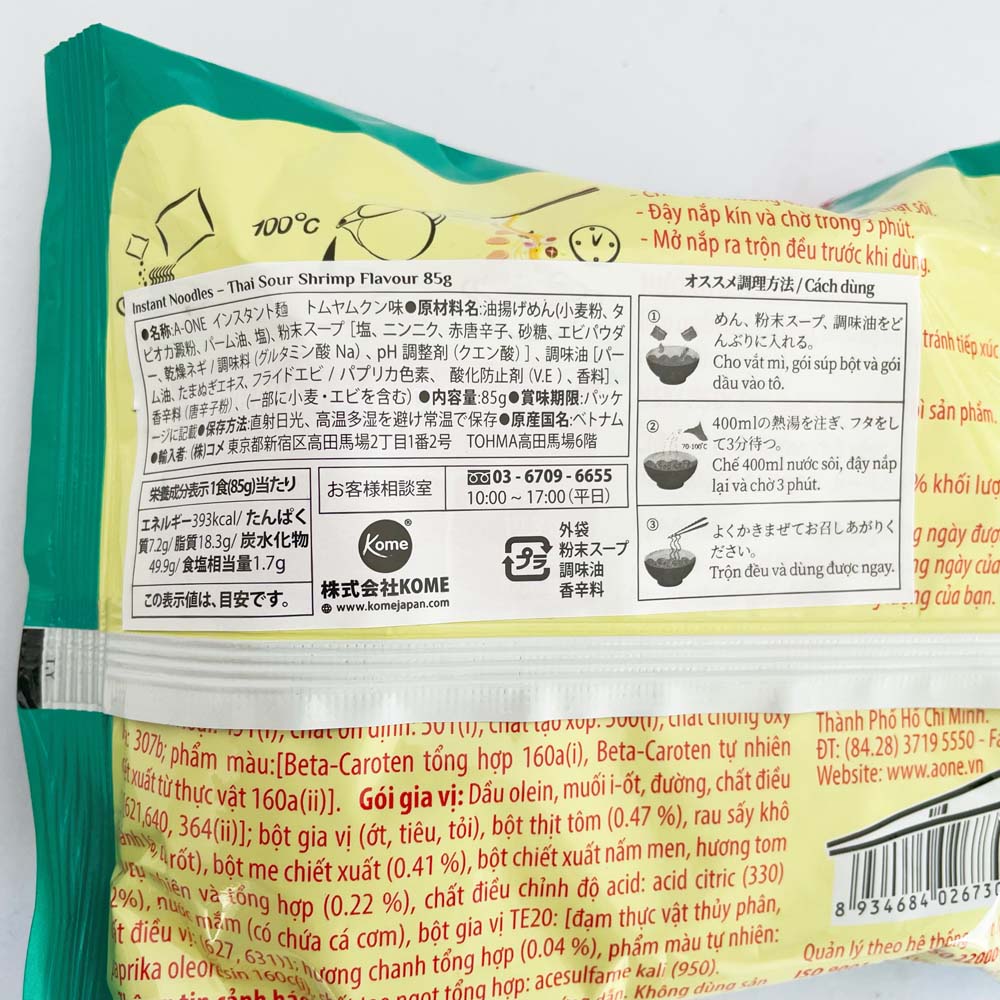 100°C
- Đậy nắp kín và chờ trong 3 phút.
- Mở nắp ra trộn đều trước khi dùng.
Instant Noodles – Thai Sour Shrimp Flavour 85g
●名称:A-ONE インスタント麺 トムヤムクン味●原材料名:油揚げめん(小麦粉、タ
ピオカ澱粉、パーム油、塩)、粉末スープ [塩、ニンニク、赤唐辛子、砂糖、エビパウダ
ー、乾燥ネギ / 調味料 (グルタミン酸 Na) 、pH 調整剤 (クエン酸) ] 、調味油 [パー
ム油、たまねぎエキス、フライドエビ / パプリカ色素、 酸化防止剤 (V.E) 、香料] 、
香辛料 (唐辛子粉) 、(一部に小麦・エビを含む) ●内容量:85g●賞味期限:パッケ
ージに記載●保存方法:直射日光、高温多湿を避け常温で保存●原産国名:ベトナム
●輸入者: (株)コメ 東京都新宿区高田馬場2丁目1番2号 TOHMA高田馬場6階
栄養成分表示1食(85g)当たり
エネルギー393kcal/ たんぱく
質7.2g/ 脂質18.3g/ 炭水化物
49.9g/ 食塩相当量1.7g
この表示値は、目安です。
お客様相談室
03 - 6709 - 6655
10:00 ~ 17:00 (平日)
Kome®
株式会社KOME
www.komejapan.com
プラ
外袋
粉末スープ
調味油
香辛料
オススメ調理方法 / Cách dùng
①
めん、粉末スープ、調味油をど
んぶりに入れる。
Cho vắt mì, gói súp bột và gói
dầu vào tô.
②
70-100°C
400mlの熱湯を注ぎ、フタをし
て3分待つ。
Chế 400ml nước sôi, đậy nắp
lại và chờ 3 phút.
③
よくかきまぜてお召しあがりく
ださい。
Trộn đều và dùng được ngay.
tránh tiếp xúc
sản phẩm.
% khối lượ
ngày đượ
ngày của
của bạn.
307b; phẩm màu:[Beta-Caroten tổng hợp 160a(i), Beta-Caroten tự nhiên
xuất từ thực vật 160a(ii)]. Gói gia vị: Dầu olein, muối i-ốt, đường, chất điều
[621,640, 364(ii)]; bột gia vị (ớt, tiêu, tỏi), bột thịt tôm (0.47 %), rau sấy khô
rốt), bột me chiết xuất (0.41 %), bột chiết xuất nấm men, hương tom
và tổng hợp (0.22 %), chất điều chỉnh độ acid: acid citric (330)
2%), nước mắm (có chứa cá cơm), bột gia vị TE20: [đạm thực vật thủy phân,
điều vị: (627, 631)]; hương chanh tổng hợp (0.04 %), phẩm màu tự nhiên:
paprika oleoresin 160c(i) ngọt tổng hợp: acesulfame kali (950).
Không dùng sản
Thành Phố Hồ Chí Minh.
ĐT: (84.28) 3719 5550 - Fa
Website: www.aone.vn
8 934684 026730
Quản lý theo hệ thống